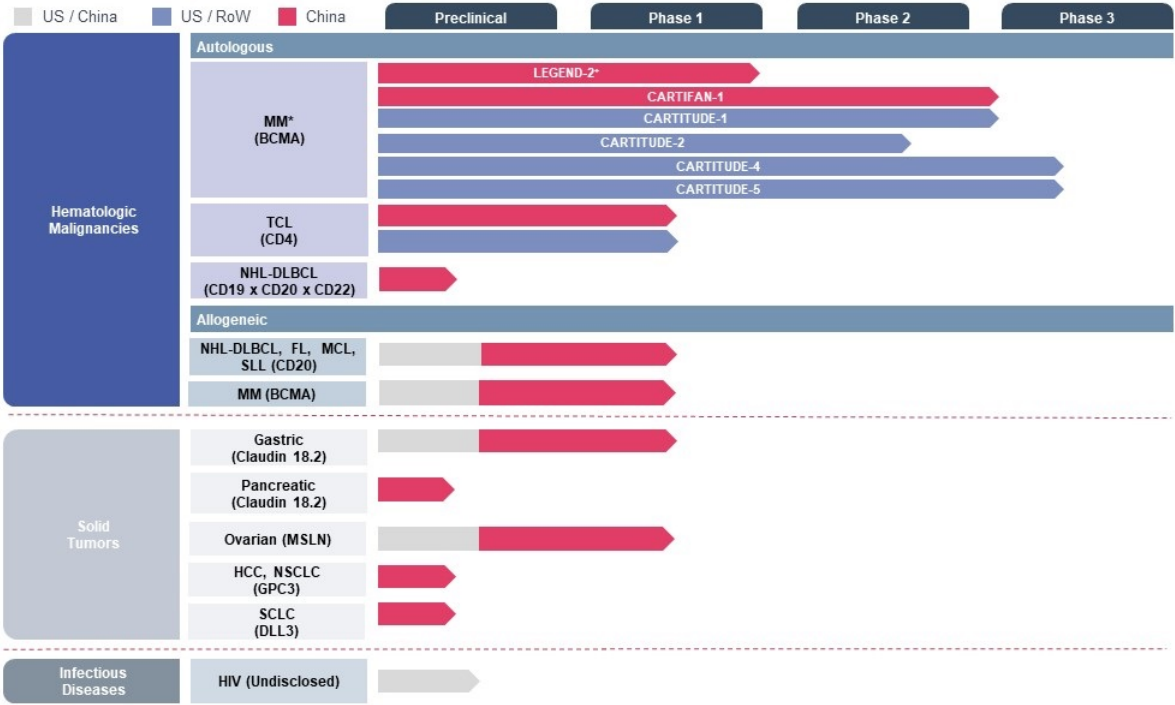 US / China
US / RoW
China
Preclinical
Phase 1
Phase 2
Phase 3
Hematologic
Malignancies
Autologous
MM*
(BCMA)
LEGEND-2+
CARTIFAN-1
CARTITUDE-1
CARTITUDE-2
CARTITUDE-4
CARTITUDE-5
TCL
(CD4)
NHL-DLBCL
(CD19 x CD20 x CD22)
Allogeneic
NHL-DLBCL, FL, MCL,
SLL (CD20)
MM (BCMA)
Solid
Tumors
Gastric
(Claudin 18.2)
Pancreatic
(Claudin 18.2)
Ovarian (MSLN)
HCC, NSCLC
(GPC3)
SCLC
(DLL3)
Infectious
Diseases
HIV (Undisclosed)